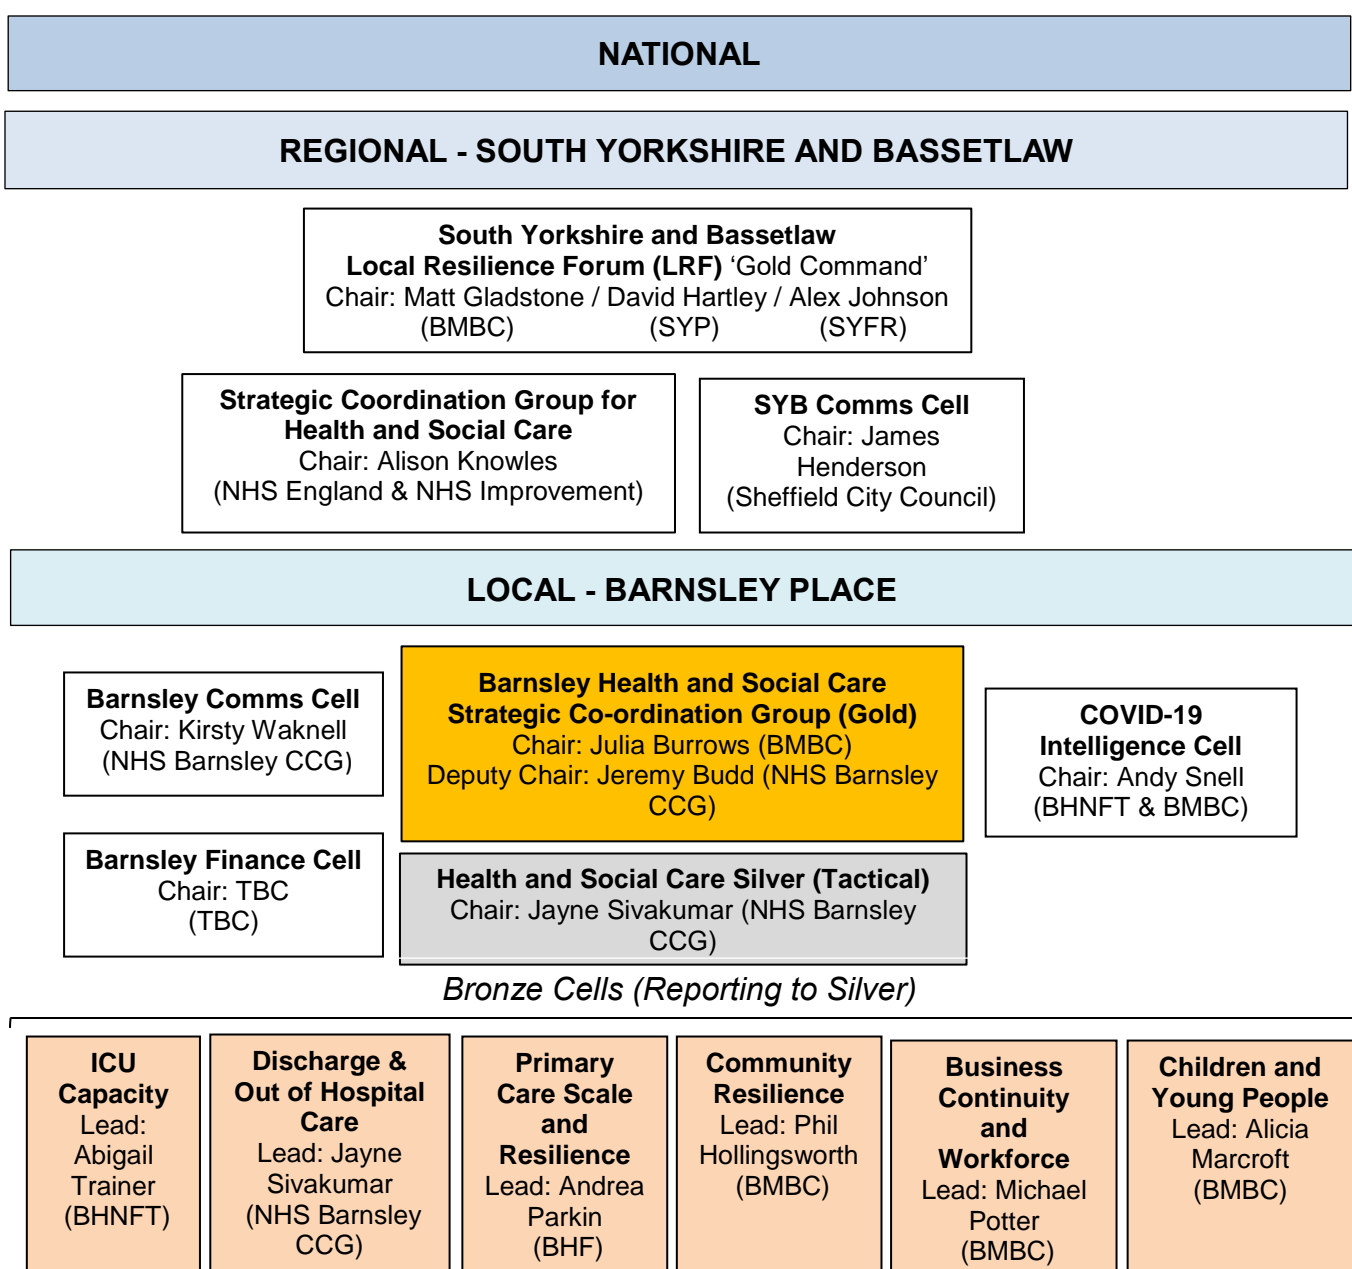 NATIONAL
REGIONAL - SOUTH YORKSHIRE AND BASSETLAW
South Yorkshire and Bassetlaw
Local Resilience Forum (LRF) ‘Gold Command’
Chair: Matt Gladstone / David Hartley / Alex Johnson
(BMBC) (SYP) (SYFR)
Strategic Coordination Group for
Health and Social Care
Chair: Alison Knowles
(NHS England & NHS Improvement)
SYB Comms Cell
Chair: James
Henderson
(Sheffield City Council)
LOCAL - BARNSLEY PLACE
Barnsley Comms Cell
Chair: Kirsty Waknell
(NHS Barnsley CCG)
Barnsley Health and Social Care
Strategic Co-ordination Group (Gold)
Chair: Julia Burrows (BMBC)
Deputy Chair: Jeremy Budd (NHS Barnsley
CCG)
COVID-19
Intelligence Cell
Chair: Andy Snell
(BHNFT & BMBC)
Barnsley Finance Cell
Chair: TBC
(TBC)
Health and Social Care Silver (Tactical)
Chair: Jayne Sivakumar (NHS Barnsley
CCG)
Bronze Cells (Reporting to Silver)
ICU
Capacity
Lead:
Abigail
Trainer
(BHNFT)
Discharge &
Out of Hospital
Care
Lead: Jayne
Sivakumar
(NHS Barnsley
CCG)
Primary
Care Scale
and
Resilience
Lead: Andrea
Parkin
(BHF)
Community
Resilience
Lead: Phil
Hollingsworth
(BMBC)
Business
Continuity
and
Workforce
Lead: Michael
Potter
(BMBC)
Children and
Young People
Lead: Alicia
Marcroft
(BMBC)